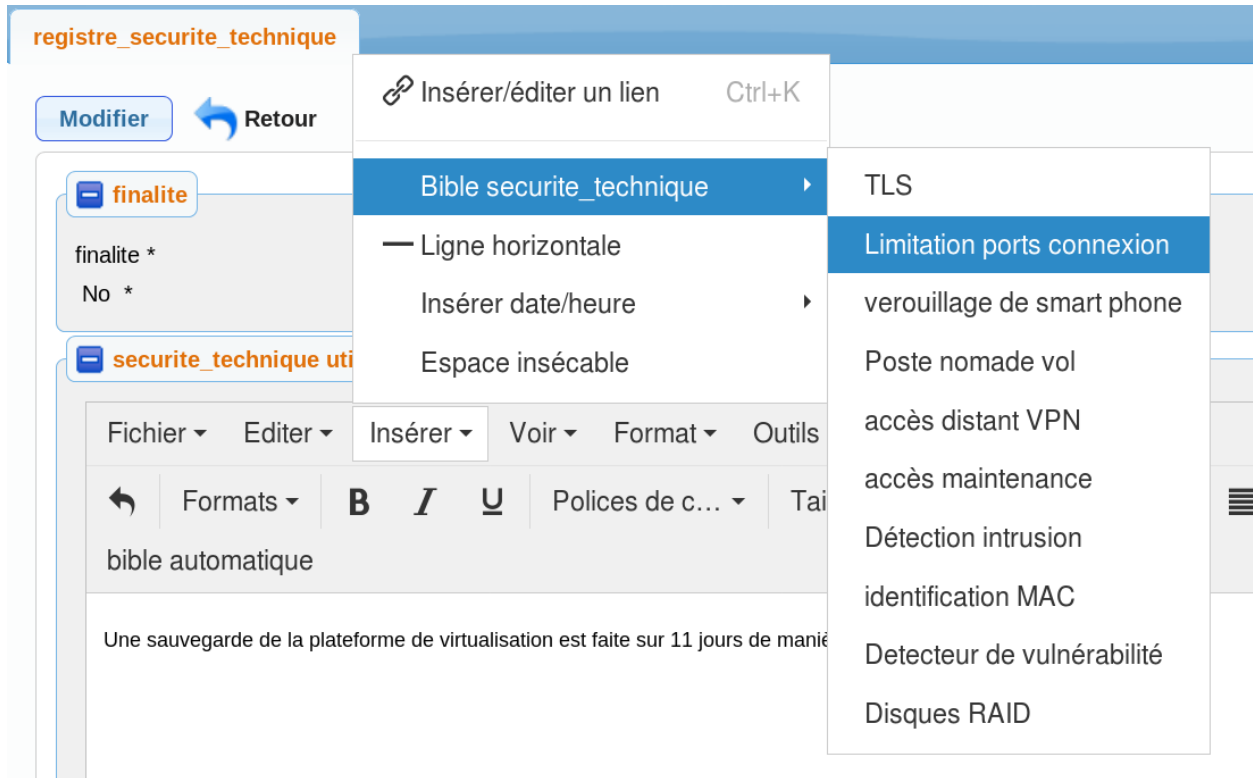 registre_securite_technique
Modifier Retour
Insérer/éditer un lien Ctrl+K
Bible securite_technique
Ligne horizontale
Insérer date/heure
Espace insécable
TLS
Limitation ports connexion
verouillage de smart phone
Poste nomade vol
accès distant VPN
accès maintenance
Détection intrusion
identification MAC
Detecteur de vulnérabilité
Disques RAID
finalite
finalite *
No *
securite_technique uti
Fichier Editer Insérer Voir Format Outils
Formats B I U Polices de c... Tai
bible automatique
Une sauvegarde de la plateforme de virtualisation est faite sur 11 jours de maniè